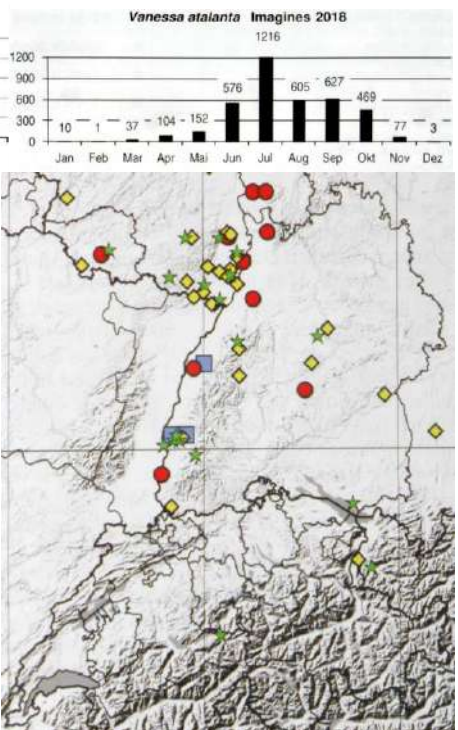 Vanessa atalanta Imagines 2018
1216
1200
900
600
300
0
10 1 37 104 152 576 605 627 469 77 3
Jan Feb Mar Apr Mai Jun Jul Aug Sep Okt Nov Dez